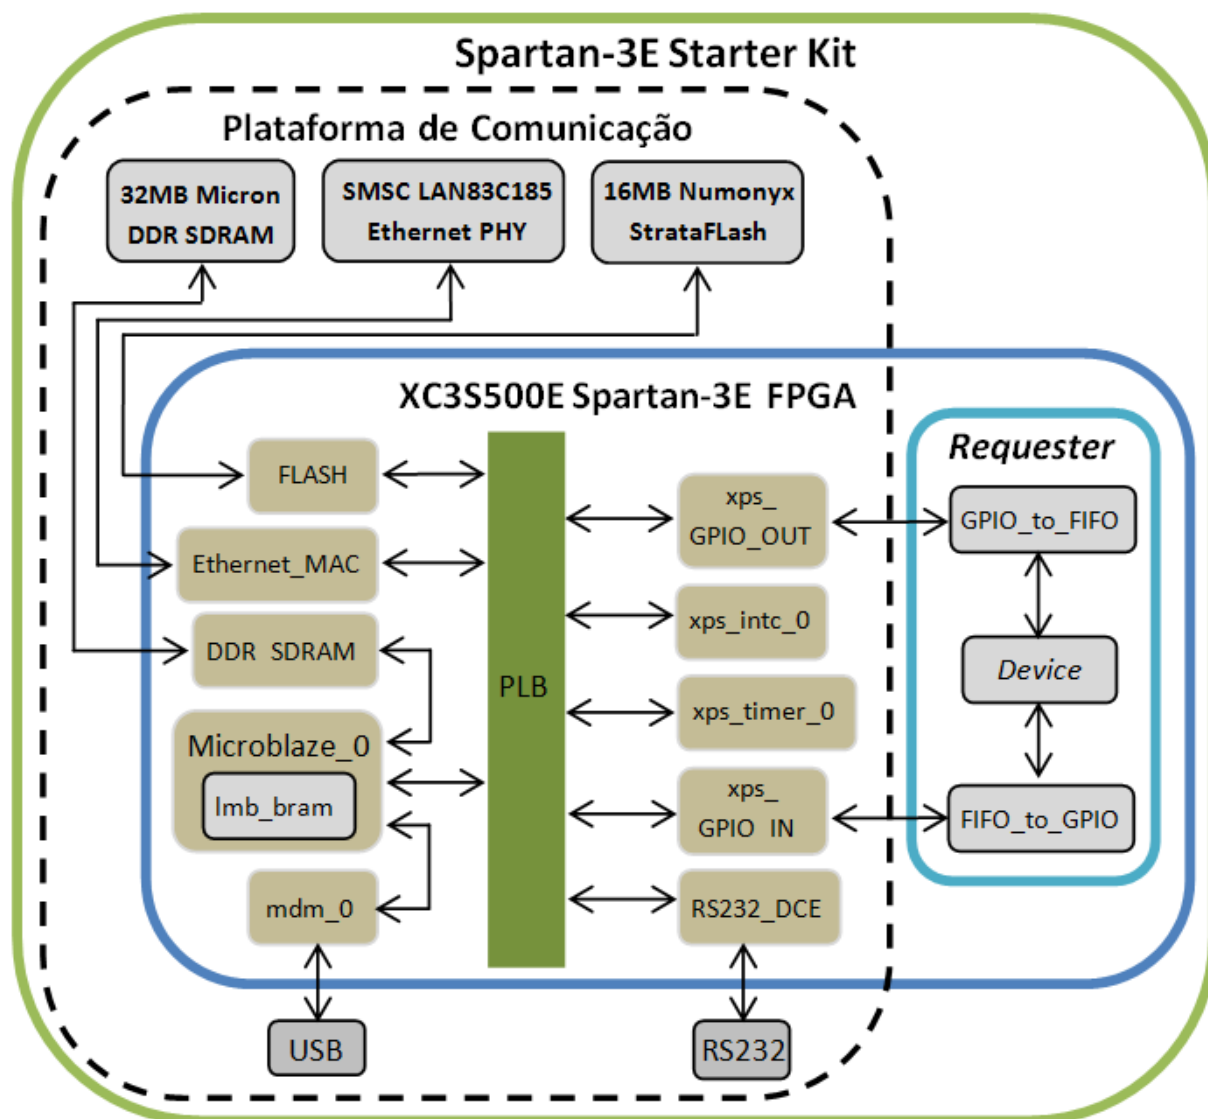 Spartan-3E Starter Kit
Plataforma de Comunicação
32MB Micron
DDR SDRAM
SMSC LAN83C185
Ethernet PHY
16MB Numonyx
StrataFLash
XC3S500E Spartan-3E FPGA
FLASH
Ethernet_MAC
DDR SDRAM
Microblaze_0
lmb_bram
mdm_0
PLB
xps_
GPIO_OUT
xps_intc_0
xps_timer_0
xps_
GPIO IN
RS232_DCE
Requester
GPIO_to_FIFO
Device
FIFO_to_GPIO
USB
RS232